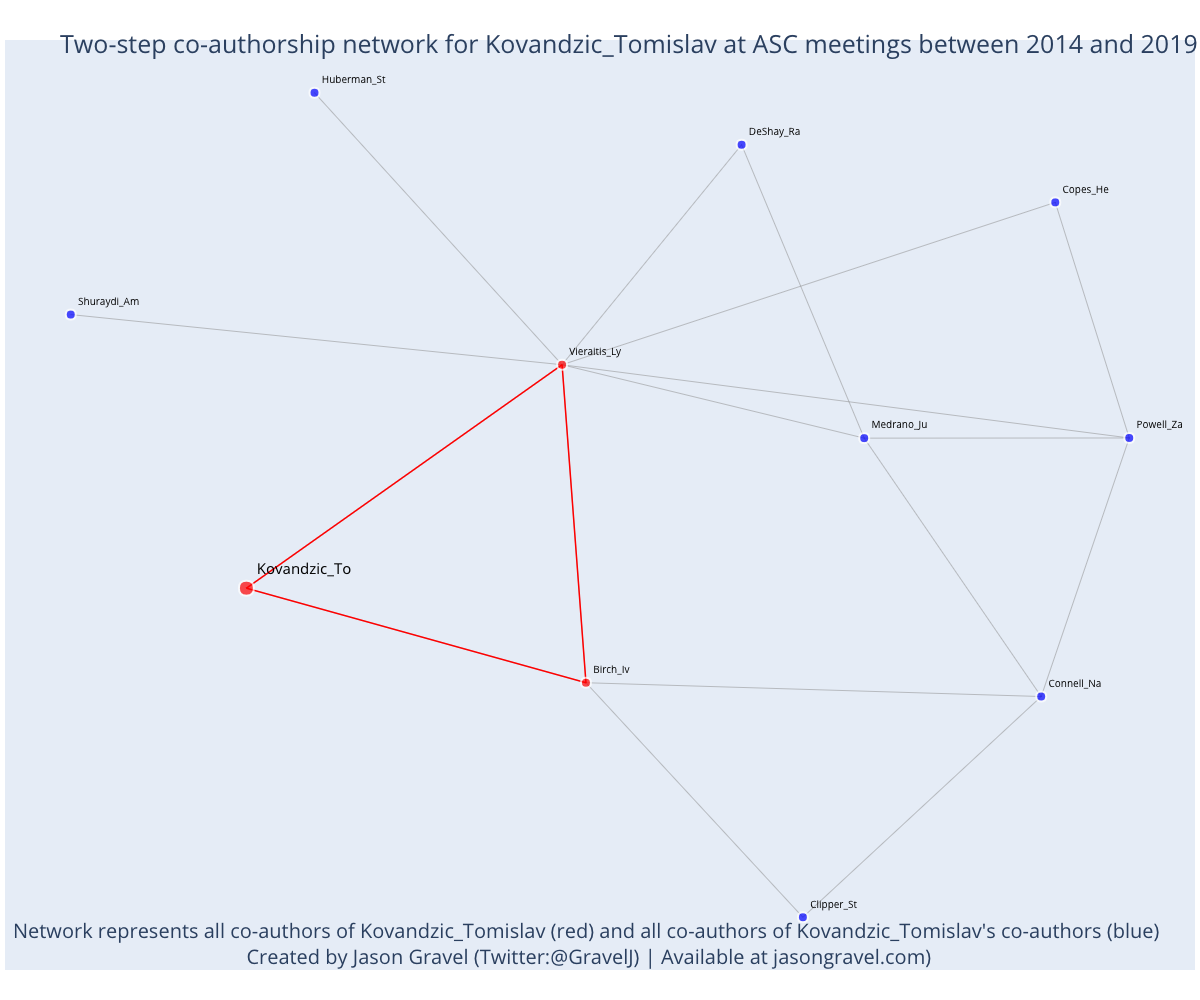 Two-step co-authorship network for Kovandzic_Tomislav at ASC meetings between 2014 and 2019
Huberman_St
DeShay_Ra
Copes_He
Shuraydi_Am
Vieraitis_Ly
Medrano_Ju
Powell_Za
Kovandzic_To
Birch_Iv
Connell_Na
Clipper_St
Network represents all co-authors of Kovandzic_Tomislav (red) and all co-authors of Kovandzic_Tomislav's co-authors (blue)
Created by Jason Gravel (Twitter:@GravelJ) | Available at jasongravel.com)